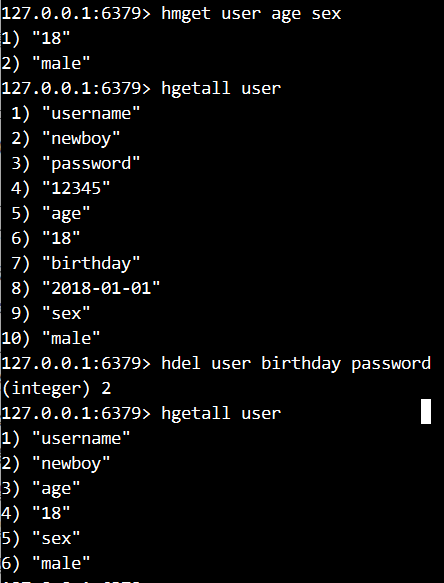 127.0.0.1:6379> hmget user age sex
1) "18"
2) "male"
127.0.0.1:6379> hgetall user
 1) "username"
 2) "newboy"
 3) "password"
 4) "12345"
 5) "age"
 6) "18"
 7) "birthday"
 8) "2018-01-01"
 9) "sex"
10) "male"
127.0.0.1:6379> hdel user birthday password
(integer) 2
127.0.0.1:6379> hgetall user
1) "username"
2) "newboy"
3) "age"
4) "18"
5) "sex"
6) "male"